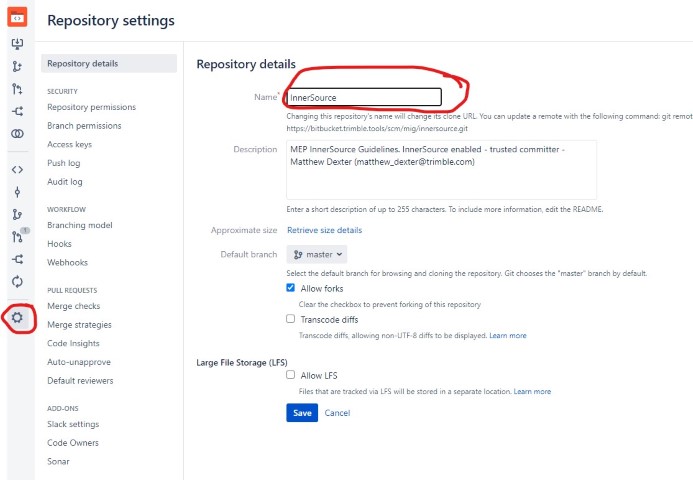 Repository settings
Repository details
SECURITY
Repository permissions
Branch permissions
Access keys
Push log
Audit log
WORKFLOW
Branching model
Hooks
Webhooks
PULL REQUESTS
Merge checks
Merge strategies
Code Insights
Auto-unapprove
Default reviewers
ADD-ONS
Slack settings
Code Owners
Sonar
1
Repository details
Name* InnerSource
Changing this repository's name will change its clone URL. You can update a remote with the following command: git remot
https://bitbucket.trimble.tools/scm/mig/innersource.git
Description MEP InnerSource Guidelines. InnerSource enabled - trusted committer -
Matthew Dexter (matthew_dexter@trimble.com)
Enter a short description of up to 255 characters. To include more information, edit the README.
Approximate size Retrieve size details
Default branch master
Select the default branch for browsing and cloning the repository. Git chooses the "master" branch by default.
Allow forks
Clear the checkbox to prevent forking of this repository
Transcode diffs
Transcode diffs, allowing non-UTF-8 diffs to be displayed. Learn more
Large File Storage (LFS)
Allow LFS
Files that are tracked via LFS will be stored in a separate location. Learn more
Save Cancel